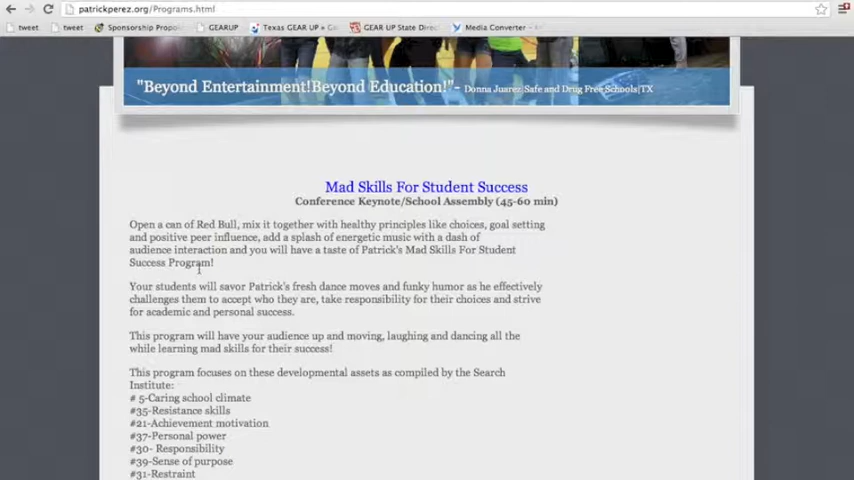 patrickperez.org/Programs.html
tweet tweet Sponsorship Propo GEARUP Texas GEAR UP GEAR UP State Dire Media Converter
"Beyond Entertainment!Beyond Education!"- Donna Juarez|Safe and Drug Free Schools|TX
Mad Skills For Student Success
Conference Keynote/School Assembly (45-60 min)
Open a can of Red Bull, mix it together with healthy principles like choices, goal setting
and positive peer influence, add a splash of energetic music with a dash of
audience interaction and you will have a taste of Patrick's Mad Skills For Student
Success Program!
Your students will savor Patrick's fresh dance moves and funky humor as he effectively
challenges them to accept who they are, take responsibility for their choices and strive
for academic and personal success.
This program will have your audience up and moving, laughing and dancing all the
while learning mad skills for their success!
This program focuses on these developmental assets as compiled by the Search
Institute:
# 5-Caring school climate
#35-Resistance skills
#21-Achievement motivation
#37-Personal power
#30- Responsibility
#39-Sense of purpose
#31-Restraint